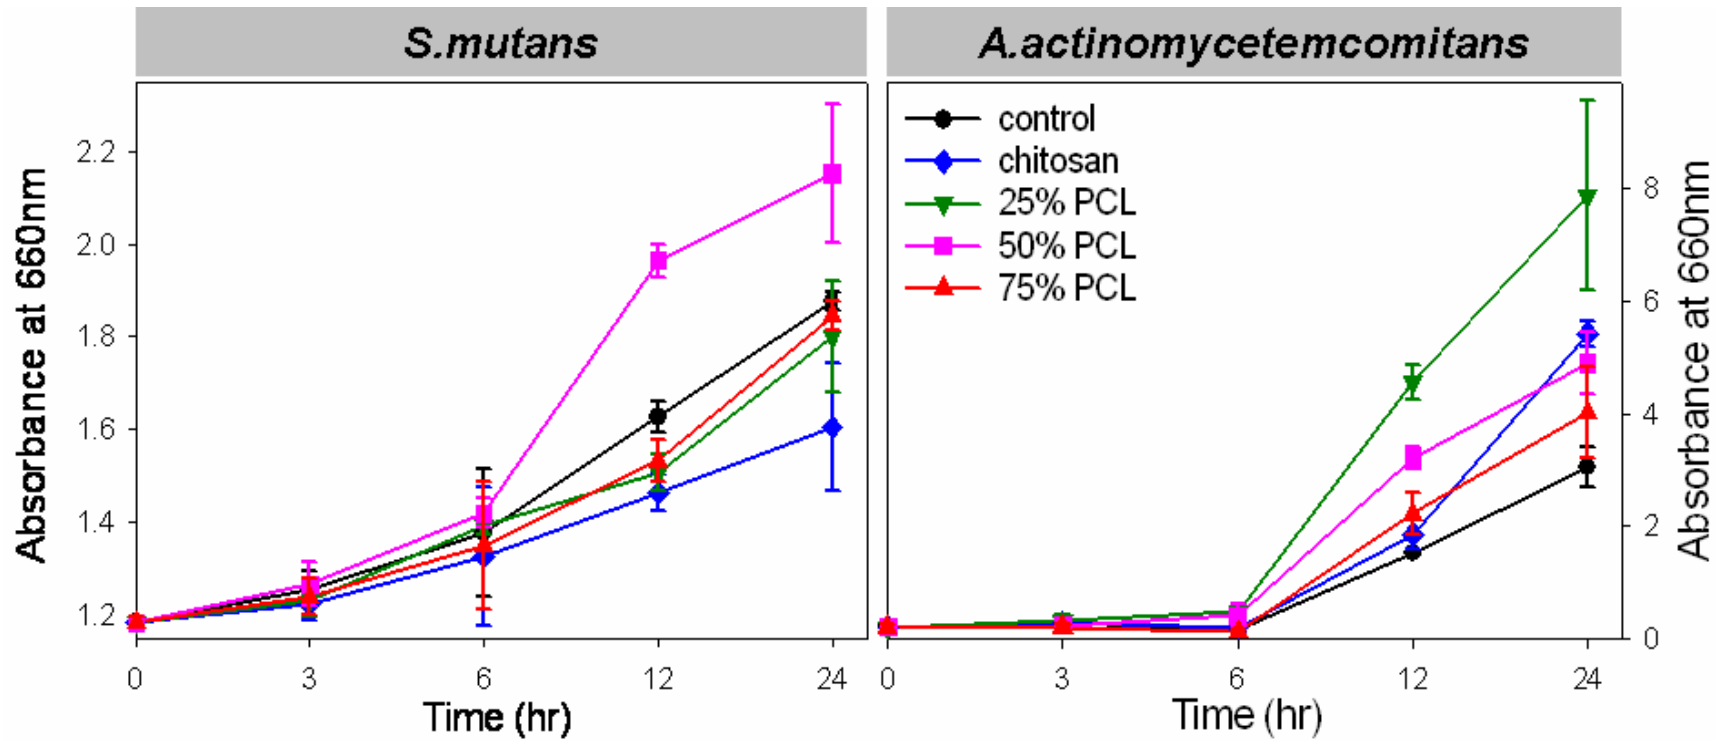 S.mutans
A.actinomycetemcomitans
Absorbance at 660nm
2.2
2.0
1.8
1.6
1.4
1.2
0
3
6
12
24
Time (hr)
control
chitosan
25% PCL
50% PCL
75% PCL
0
3
6
12
24
Time (hr)
8
6
4
2
0
Absorbance at 660nm